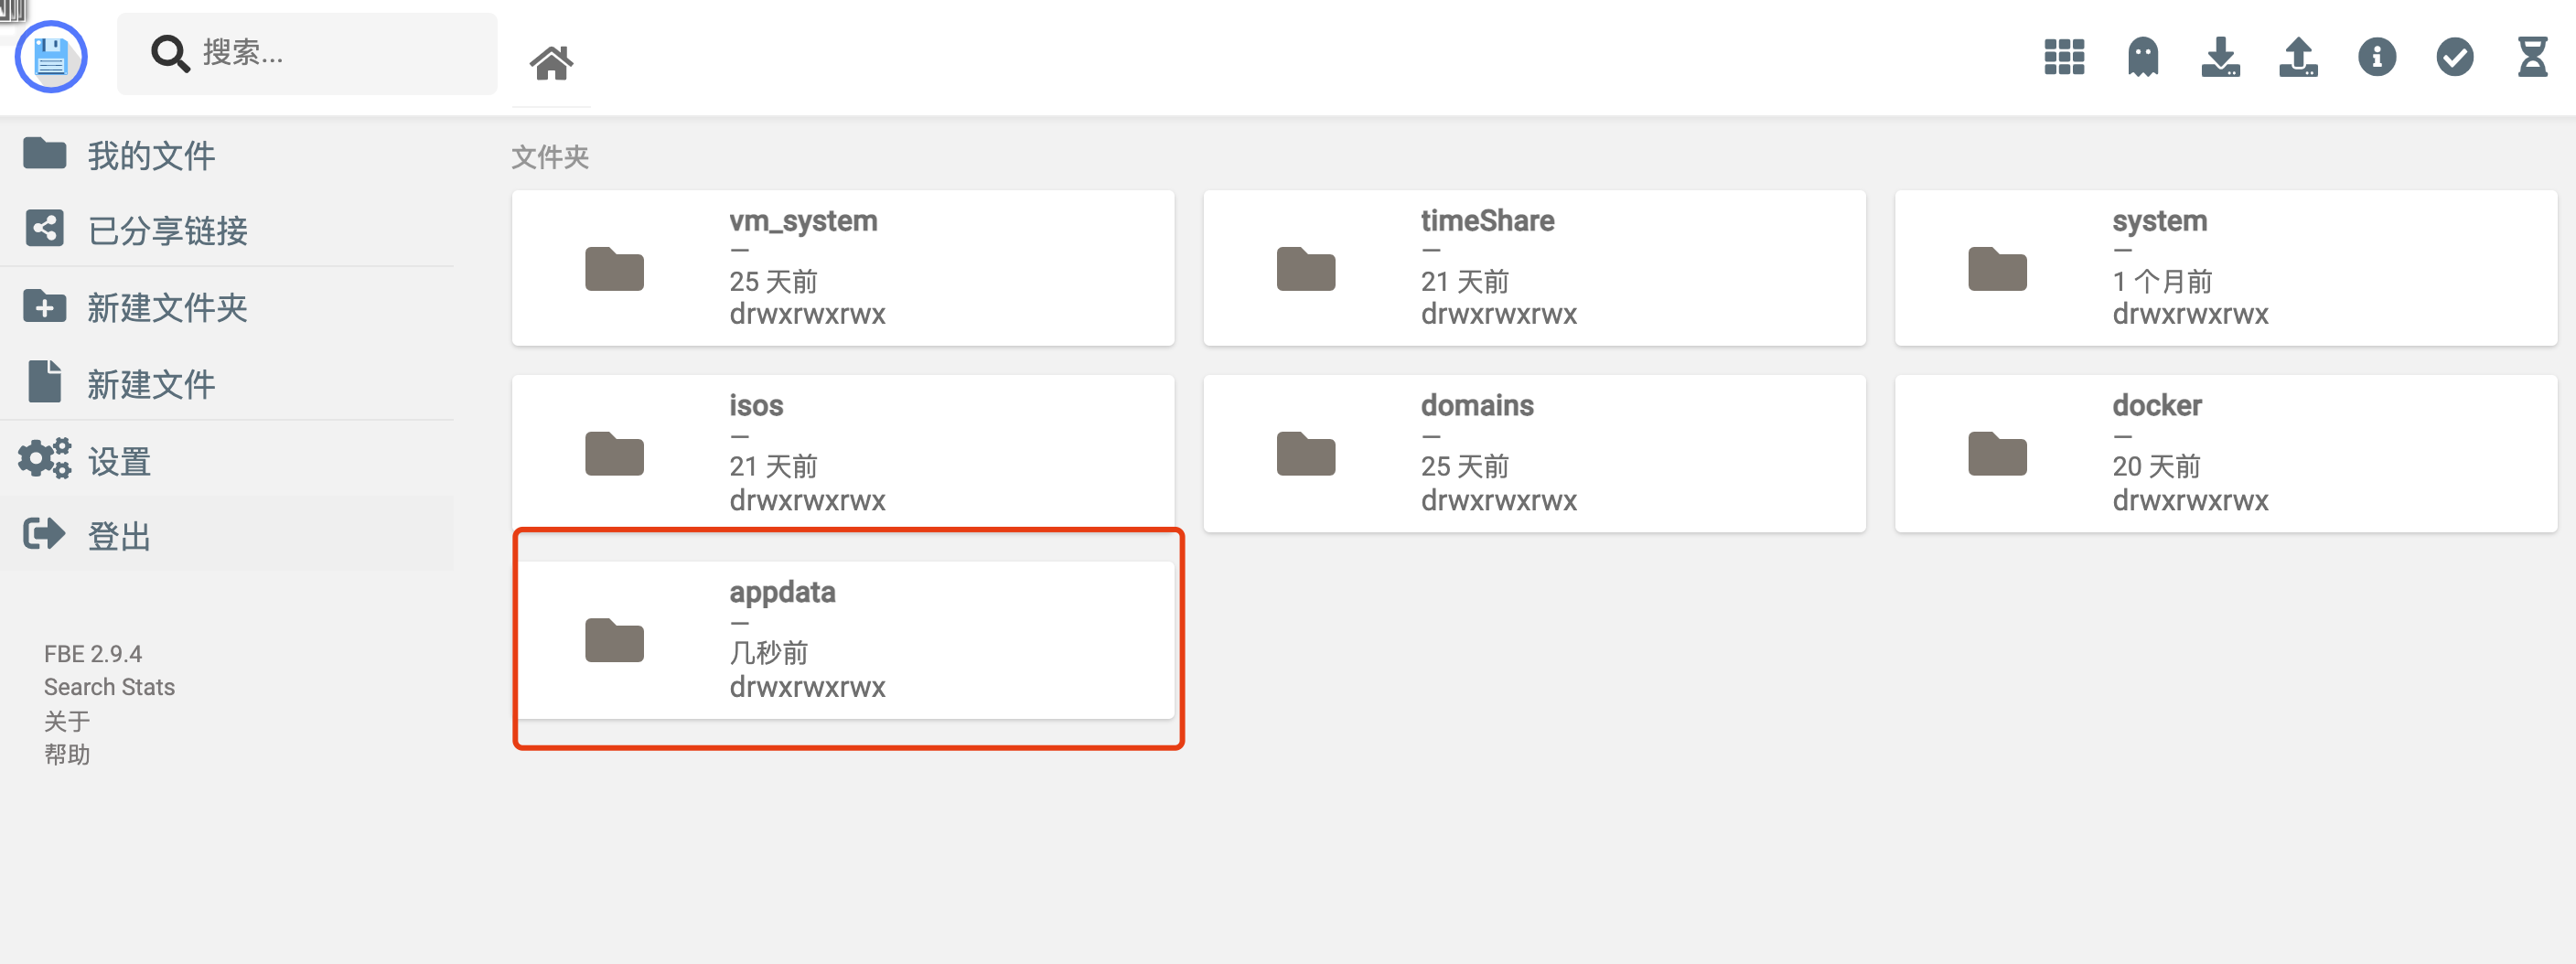 搜索...
我的文件
已分享链接
新建文件夹
新建文件
设置
登出
FBE 2.9.4
Search Stats
关于
帮助
文件夹
vm_system
—
25 天前
drwxrwxrwx
timeShare
—
21 天前
drwxrwxrwx
system
—
1 个月前
drwxrwxrwx
isos
—
21 天前
drwxrwxrwx
domains
—
25 天前
drwxrwxrwx
docker
—
20 天前
drwxrwxrwx
appdata
—
几秒前
drwxrwxrwx